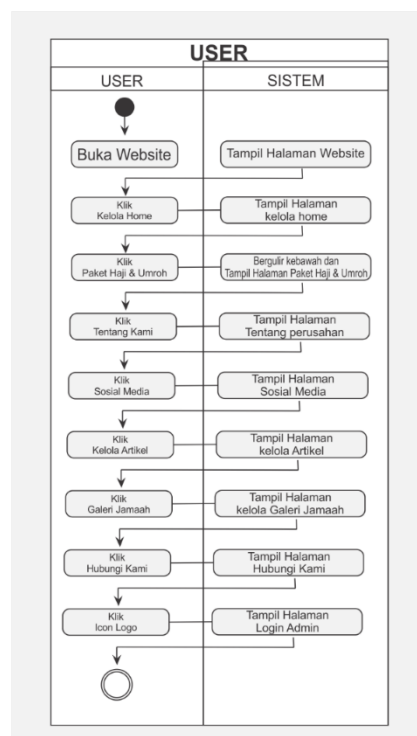 USER
USER
SISTEM
Buka Website
Tampil Halaman Website
Klik
Kelola Home
Tampil Halaman
kelola home
Klik
Paket Haji & Umroh
Bergulir kebawah dan
Tampil Halaman Paket Haji & Umroh
Klik
Tentang Kami
Tampil Halaman
Tentang perusahan
Klik
Sosial Media
Tampil Halaman
Sosial Media
Klik
Kelola Artikel
Tampil Halaman
kelola Artikel
Klik
Galeri Jamaah
Tampil Halaman
kelola Galeri Jamaah
Klik
Hubungi Kami
Tampil Halaman
Hubungi Kami
Klik
Icon Logo
Tampil Halaman
Login Admin